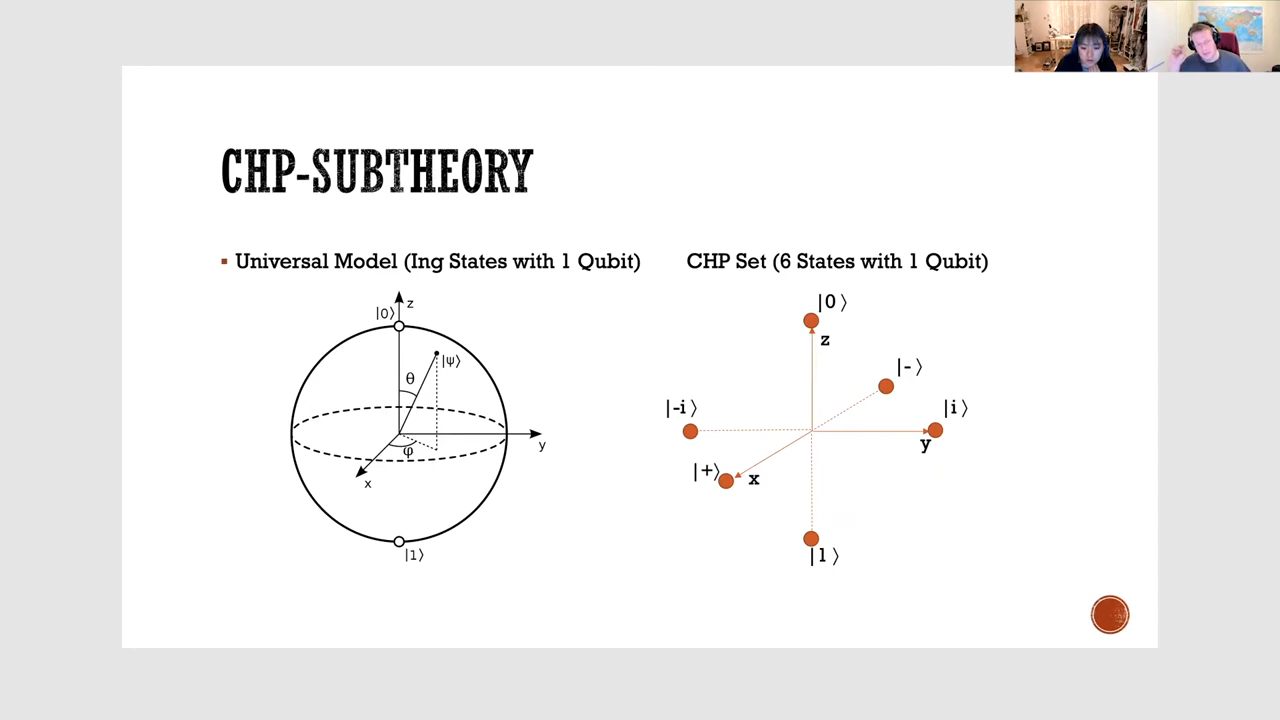 CHP-SUBTHEORY
Universal Model (Ing States with 1 Qubit)
CHP Set (6 States with 1 Qubit)
|0⟩
z
|ψ⟩
θ
φ
y
x
|1⟩
|0⟩
z
|-⟩
|-i⟩
|i⟩
y
|+⟩
x
|1⟩